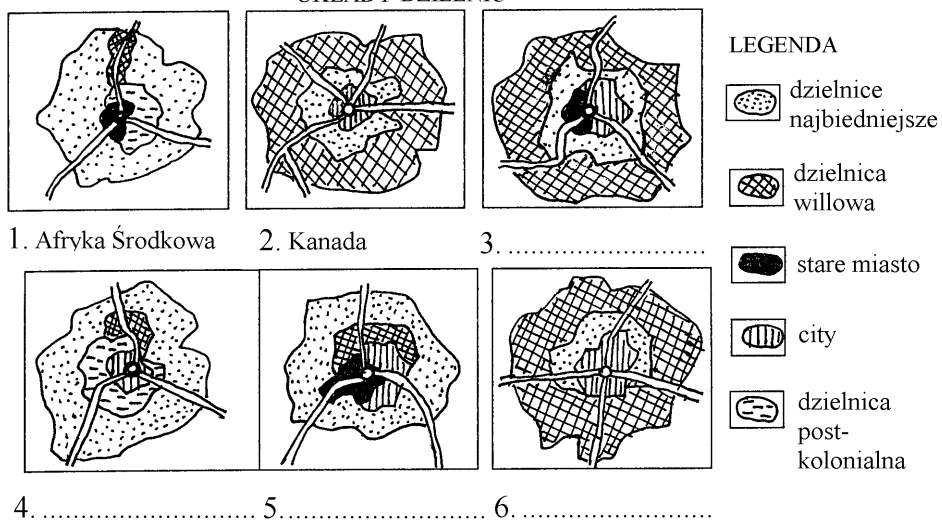 UKŁADY DZIELNIC
LEGENDA
dzielnice
najbiedniejsze
dzielnica
willowa
stare miasto
city
dzielnica
post-
kolonialna
1. Afryka Środkowa
2. Kanada
3. ..............................
4. ..............................
5. ..............................
6. ..............................